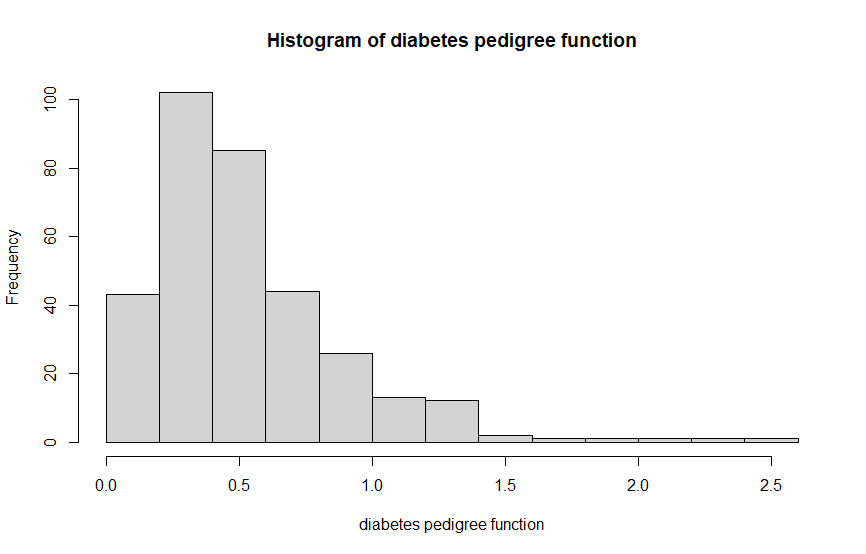 Histogram of diabetes pedigree function
Frequency
100
80
60
40
20
0
0.0 0.5 1.0 1.5 2.0 2.5
diabetes pedigree function